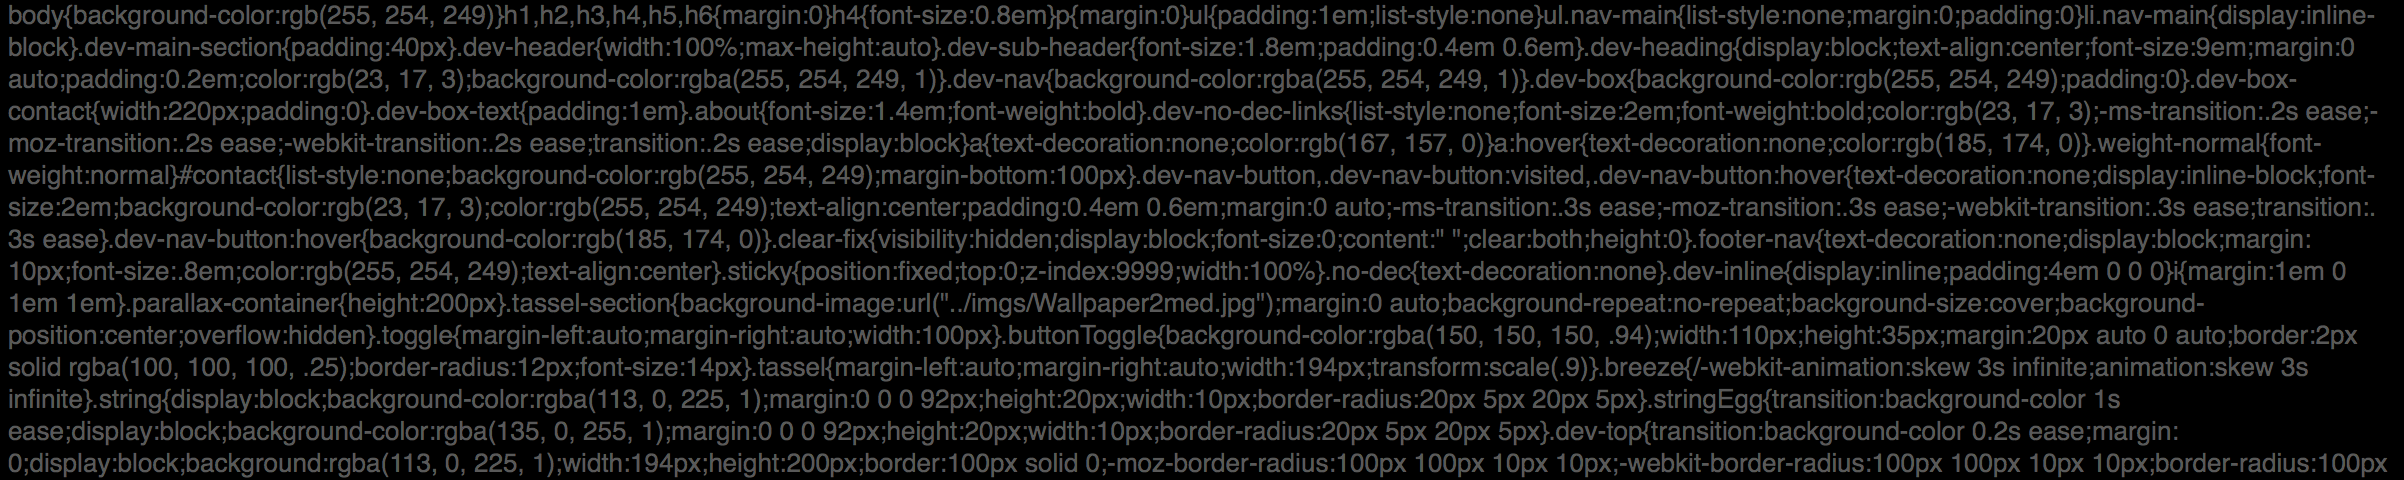 body{background-color:rgb(255, 254, 249)}h1,h2,h3,h4,h5,h6{margin:0}h4{font-size:0.8em}p{margin:0}ul{padding:1em;list-style:none}ul.nav-main{list-style:none;margin:0;padding:0}li.nav-main{display:inline-
block}.dev-main-section{padding:40px}.dev-header{width:100%;max-height:auto}.dev-sub-header{font-size:1.8em;padding:0.4em 0.6em}.dev-heading{display:block;text-align:center;font-size:9em;margin:0
auto;padding:0.2em;color:rgb(23, 17, 3);background-color:rgba(255, 254, 249, 1)}.dev-nav{background-color:rgba(255, 254, 249, 1)}.dev-box{background-color:rgb(255, 254, 249);padding:0}.dev-box-
contact{width:220px;padding:0}.dev-box-text{padding:1em}.about{font-size:1.4em;font-weight:bold}.dev-no-dec-links{list-style:none;font-size:2em;font-weight:bold;color:rgb(23, 17, 3);-ms-transition:.2s ease;-
moz-transition:.2s ease;-webkit-transition:.2s ease;transition:.2s ease;display:block}a{text-decoration:none;color:rgb(167, 157, 0)}a:hover{text-decoration:none;color:rgb(185, 174, 0)}.weight-normal{font-
weight:normal}#contact{list-style:none;background-color:rgb(255, 254, 249);margin-bottom:100px}.dev-nav-button,.dev-nav-button:visited,.dev-nav-button:hover{text-decoration:none;display:inline-block;font-
size:2em;background-color:rgb(23, 17, 3);color:rgb(255, 254, 249);text-align:center;padding:0.4em 0.6em;margin:0 auto;-ms-transition:.3s ease;-moz-transition:.3s ease;-webkit-transition:.3s ease;transition:.
3s ease}.dev-nav-button:hover{background-color:rgb(185, 174, 0)}.clear-fix{visibility:hidden;display:block;font-size:0;content:" ";clear:both;height:0}.footer-nav{text-decoration:none;display:block;margin:
10px;font-size:.8em;color:rgb(255, 254, 249);text-align:center}.sticky{position:fixed;top:0;z-index:9999;width:100%}.no-dec{text-decoration:none}.dev-inline{display:inline;padding:4em 0 0 0}i{margin:1em 0
1em 1em}.parallax-container{height:200px}.tassel-section{background-image:url("../imgs/Wallpaper2med.jpg");margin:0 auto;background-repeat:no-repeat;background-size:cover;background-
position:center;overflow:hidden}.toggle{margin-left:auto;margin-right:auto;width:100px}.buttonToggle{background-color:rgba(150, 150, 150, .94);width:110px;height:35px;margin:20px auto 0 auto;border:2px
solid rgba(100, 100, 100, .25);border-radius:12px;font-size:14px}.tassel{margin-left:auto;margin-right:auto;width:194px;transform:scale(.9)}.breeze{/-webkit-animation:skew 3s infinite;animation:skew 3s
infinite}.string{display:block;background-color:rgba(113, 0, 225, 1);margin:0 0 0 92px;height:20px;width:10px;border-radius:20px 5px 20px 5px}.stringEgg{transition:background-color 1s
ease;display:block;background-color:rgba(135, 0, 255, 1);margin:0 0 0 92px;height:20px;width:10px;border-radius:20px 5px 20px 5px}.dev-top{transition:background-color 0.2s ease;margin:
0;display:block;background:rgba(113, 0, 225, 1);width:194px;height:200px;border:100px solid 0;-moz-border-radius:100px 100px 10px 10px;-webkit-border-radius:100px 100px 10px 10px;border-radius:100px